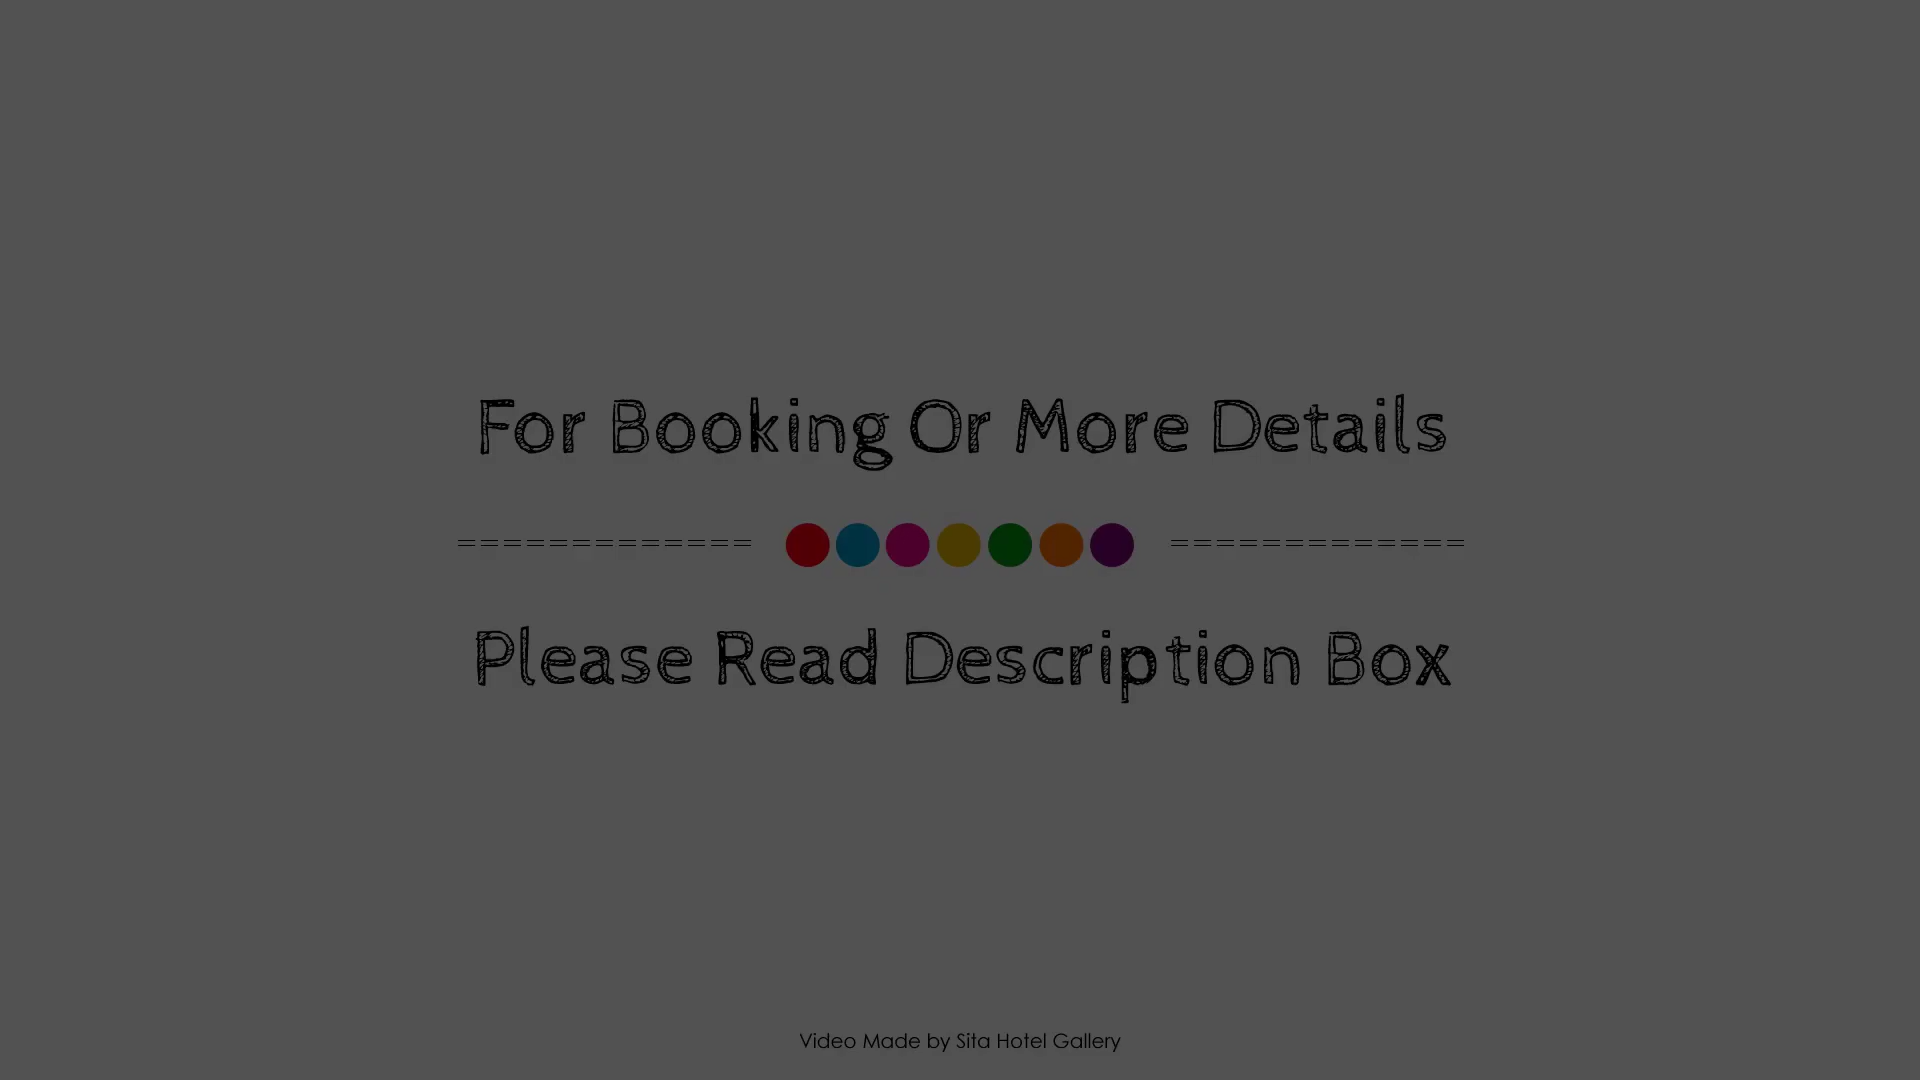 For Booking Or More Details
============= =============
Please Read Description Box
Video Made by Sita Hotel Gallery